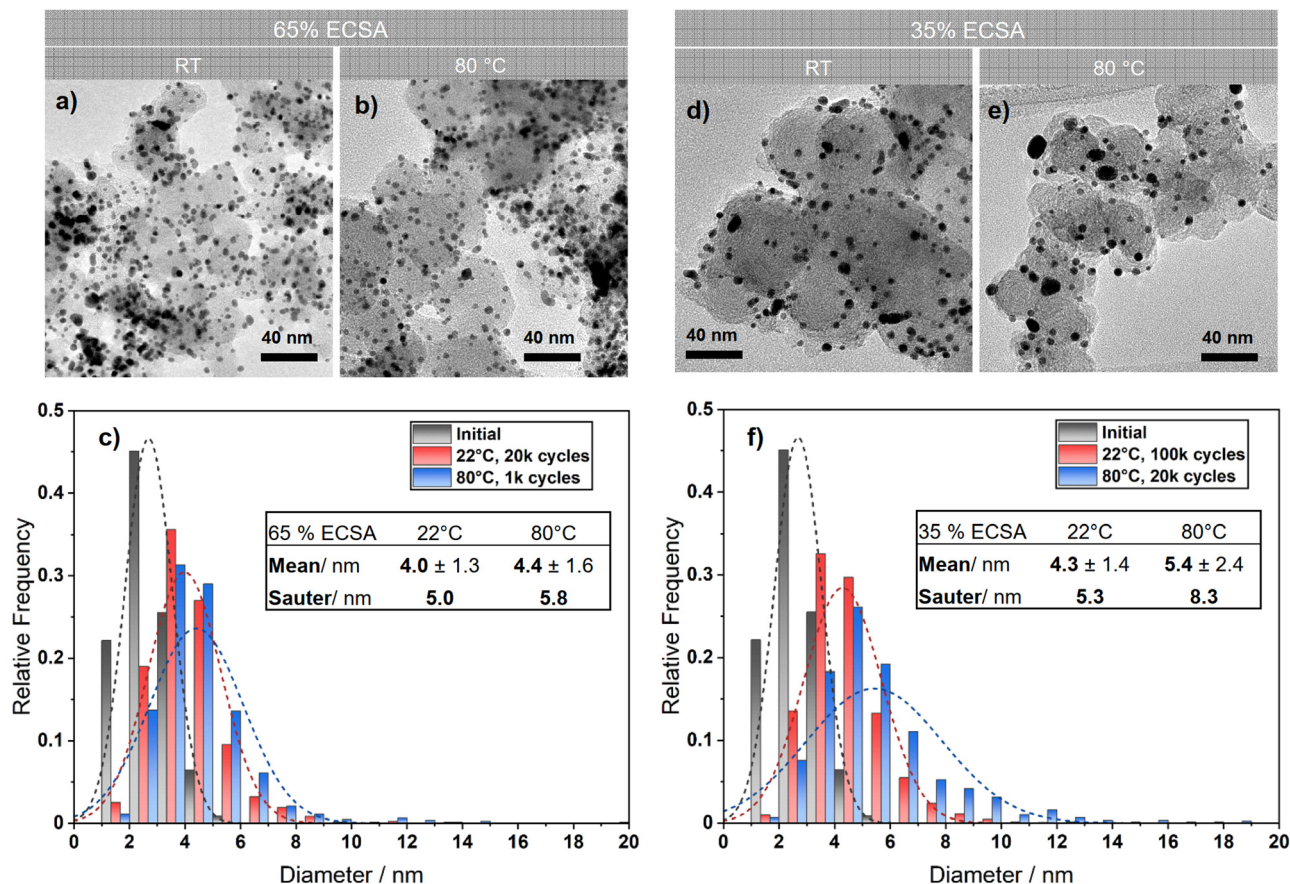 65% ECSA
RT
80 °C
a)
b)
40 nm
40 nm
35% ECSA
RT
80 °C
d)
e)
40 nm
40 nm
c)
Initial
22°C, 20k cycles
80°C, 1k cycles
65 % ECSA 22°C 80°C
Mean/ nm 4.0 ± 1.3 4.4 ± 1.6
Sauter/ nm 5.0 5.8
Relative Frequency
0.5
0.4
0.3
0.2
0.1
0
0 2 4 6 8 10 12 14 16 18 20
Diameter / nm
f)
Initial
22°C, 100k cycles
80°C, 20k cycles
35 % ECSA 22°C 80°C
Mean/ nm 4.3 ± 1.4 5.4 ± 2.4
Sauter/ nm 5.3 8.3
Relative Frequency
0.5
0.4
0.3
0.2
0.1
0
0 2 4 6 8 10 12 14 16 18 20
Diameter / nm